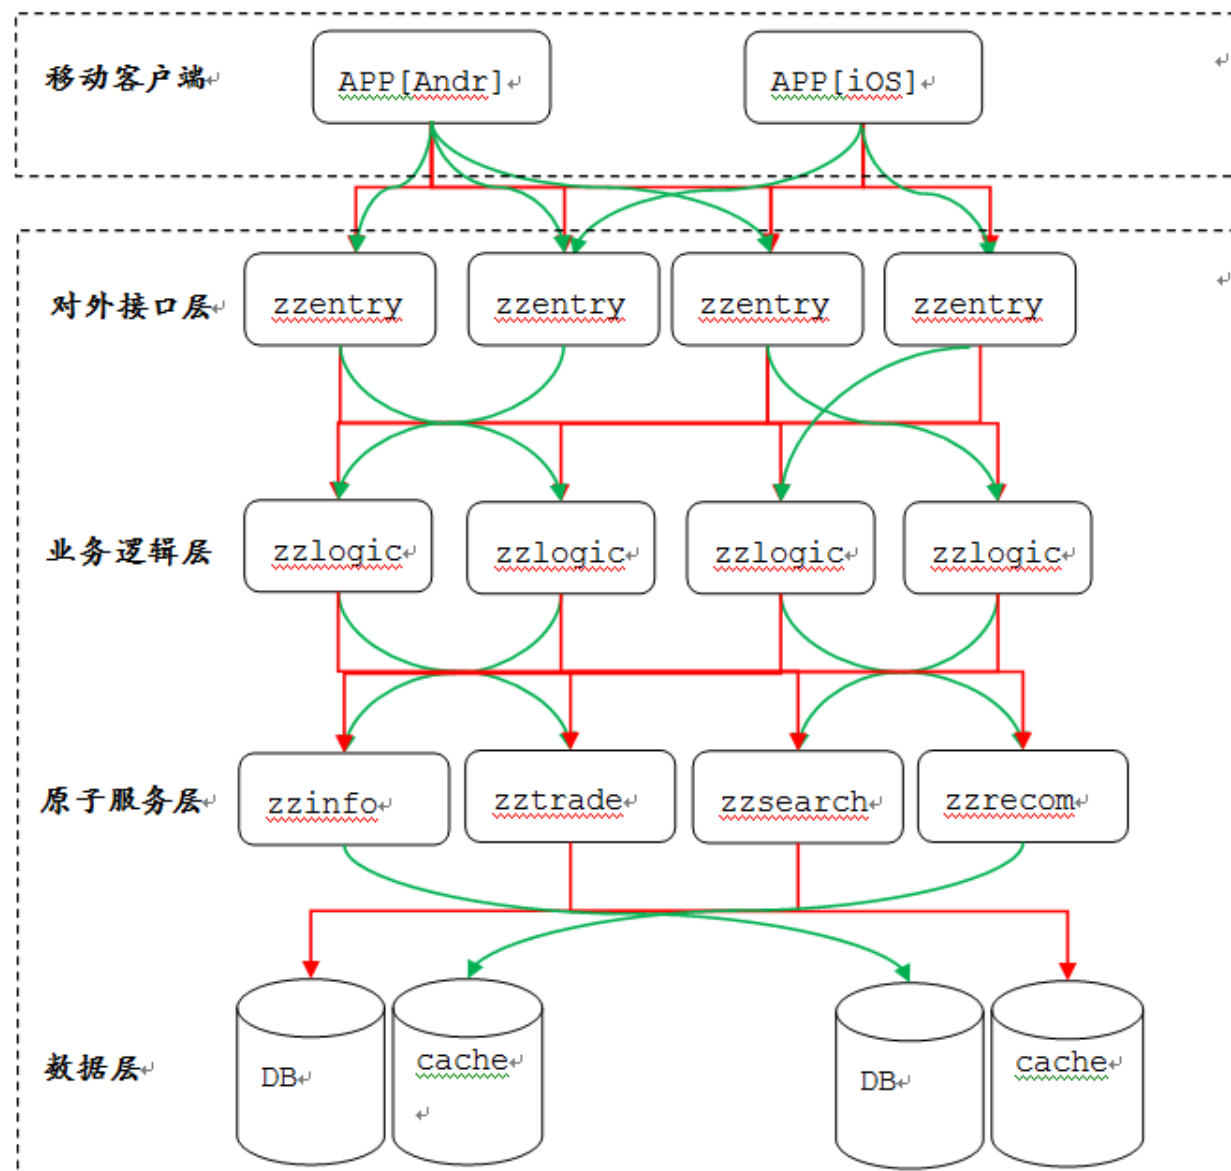 移动客户端
APP[Andr]
APP[iOS]
对外接口层
zzentry
zzentry
zzentry
zzentry
业务逻辑层
zzlogic
zzlogic
zzlogic
zzlogic
原子服务层
zzinfo
zztrade
zzsearch
zzrecom
数据层
DB
cache
DB
cache